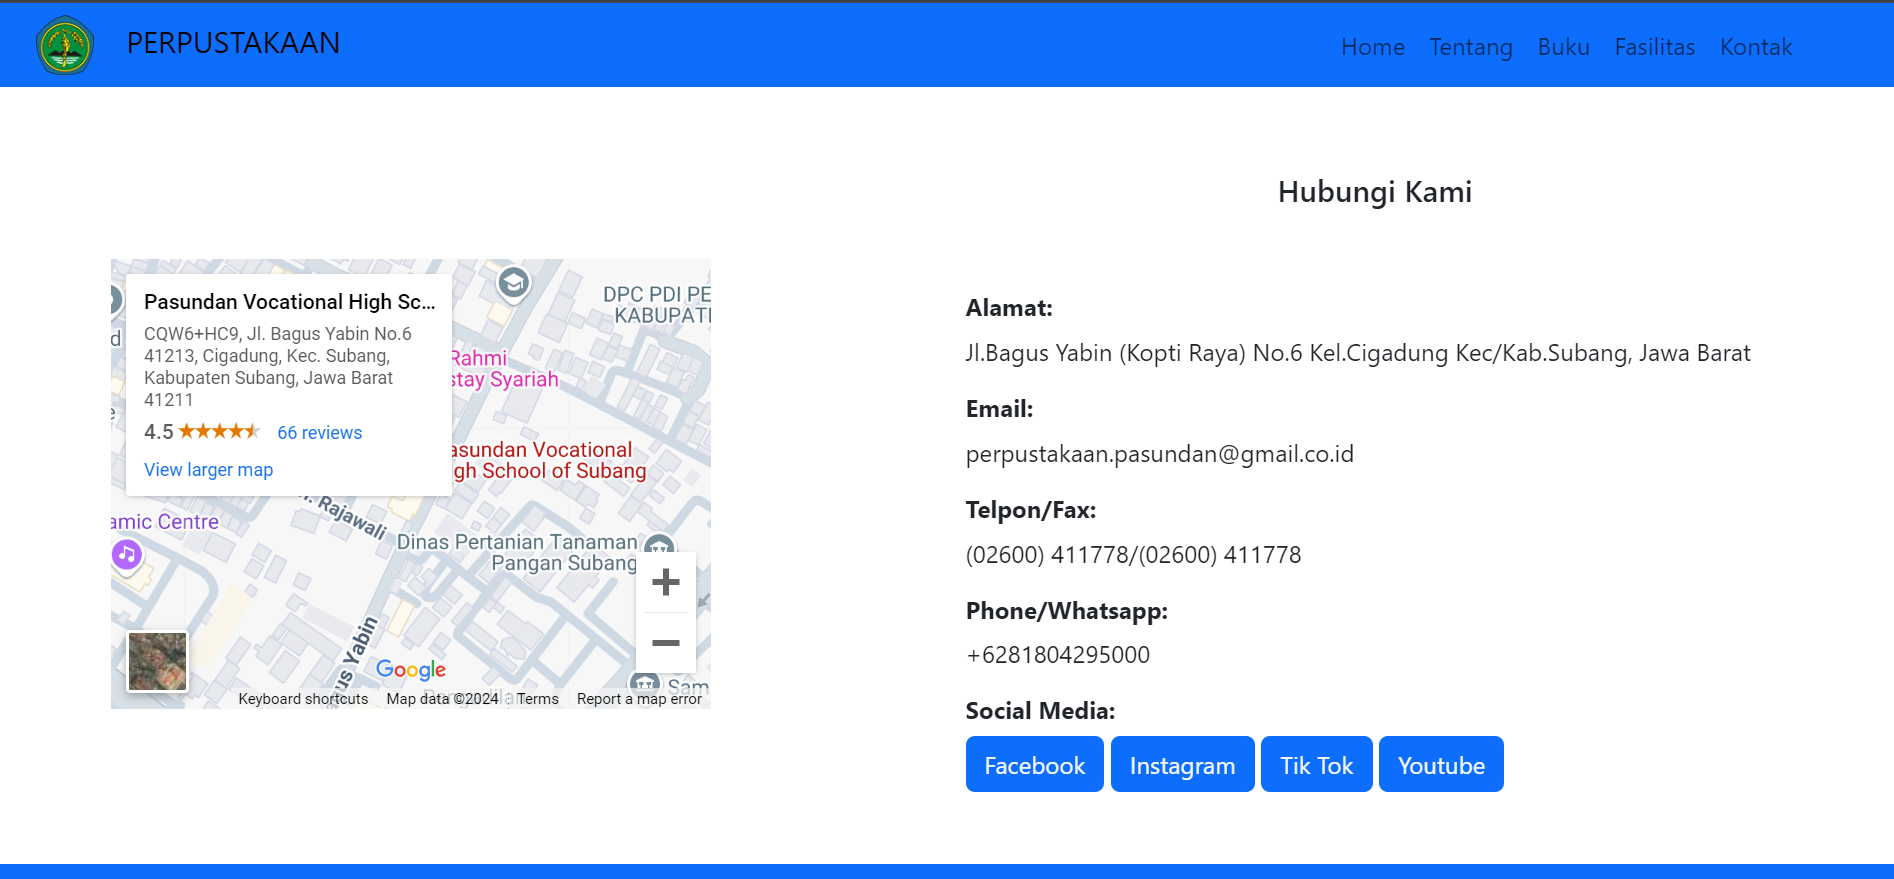 PERPUSTAKAAN
Home Tentang Buku Fasilitas Kontak
Hubungi Kami
Pasundan Vocational High Sc...
CQW6+HC9, Jl. Bagus Yabin No.6
41213, Cigadung, Kec. Subang,
Kabupaten Subang, Jawa Barat
41211
4.5 66 reviews
View larger map
DPC PDI PE
KABUPAT
Rahmi
stay Syariah
asundan Vocational
gh School of Subang
Rajawali
amic Centre
Dinas Pertanian Tanaman
Pangan Subang
gus Yabin
Google
Sam
Keyboard shortcuts Map data ©2024 Terms Report a map error
Alamat:
Jl.Bagus Yabin (Kopti Raya) No.6 Kel.Cigadung Kec/Kab.Subang, Jawa Barat
Email:
perpustakaan.pasundan@gmail.co.id
Telpon/Fax:
(02600) 411778/(02600) 411778
Phone/Whatsapp:
+6281804295000
Social Media:
Facebook Instagram Tik Tok Youtube